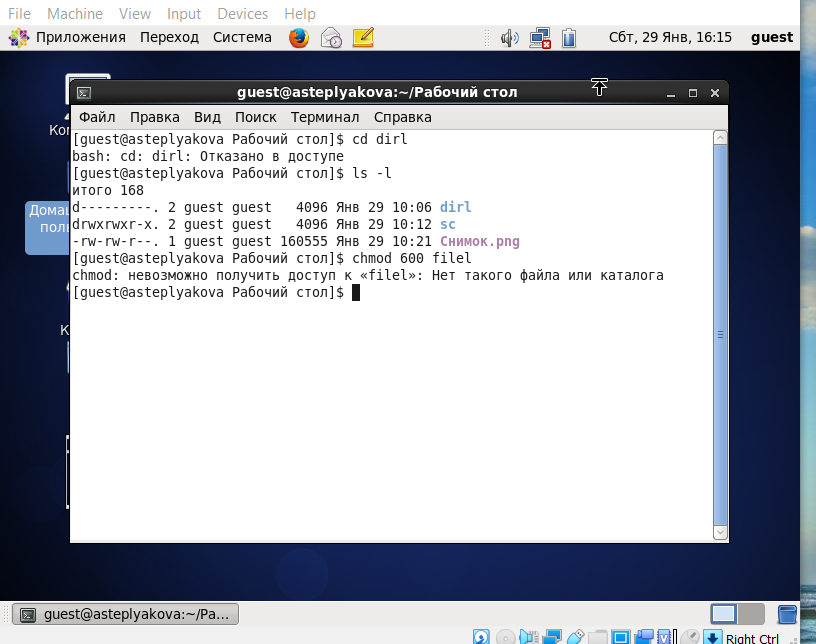 File Machine View Input Devices Help
Приложения Переход Система Сбт, 29 Янв, 16:15 guest
guest@asteplyakova:~/Рабочий стол
Файл Правка Вид Поиск Терминал Справка
[guest@asteplyakova Рабочий стол]$ cd dirl
bash: cd: dirl: Отказано в доступе
[guest@asteplyakova Рабочий стол]$ ls -l
итого 168
d---------. 2 guest guest   4096 Янв 29 10:06 dirl
drwxrwxr-x. 2 guest guest   4096 Янв 29 10:12 sc
-rw-rw-r--. 1 guest guest 160555 Янв 29 10:21 Снимок.png
[guest@asteplyakova Рабочий стол]$ chmod 600 filel
chmod: невозможно получить доступ к «filel»: Нет такого файла или каталога
[guest@asteplyakova Рабочий стол]$
guest@asteplyakova:~/Ра...
Right Ctrl